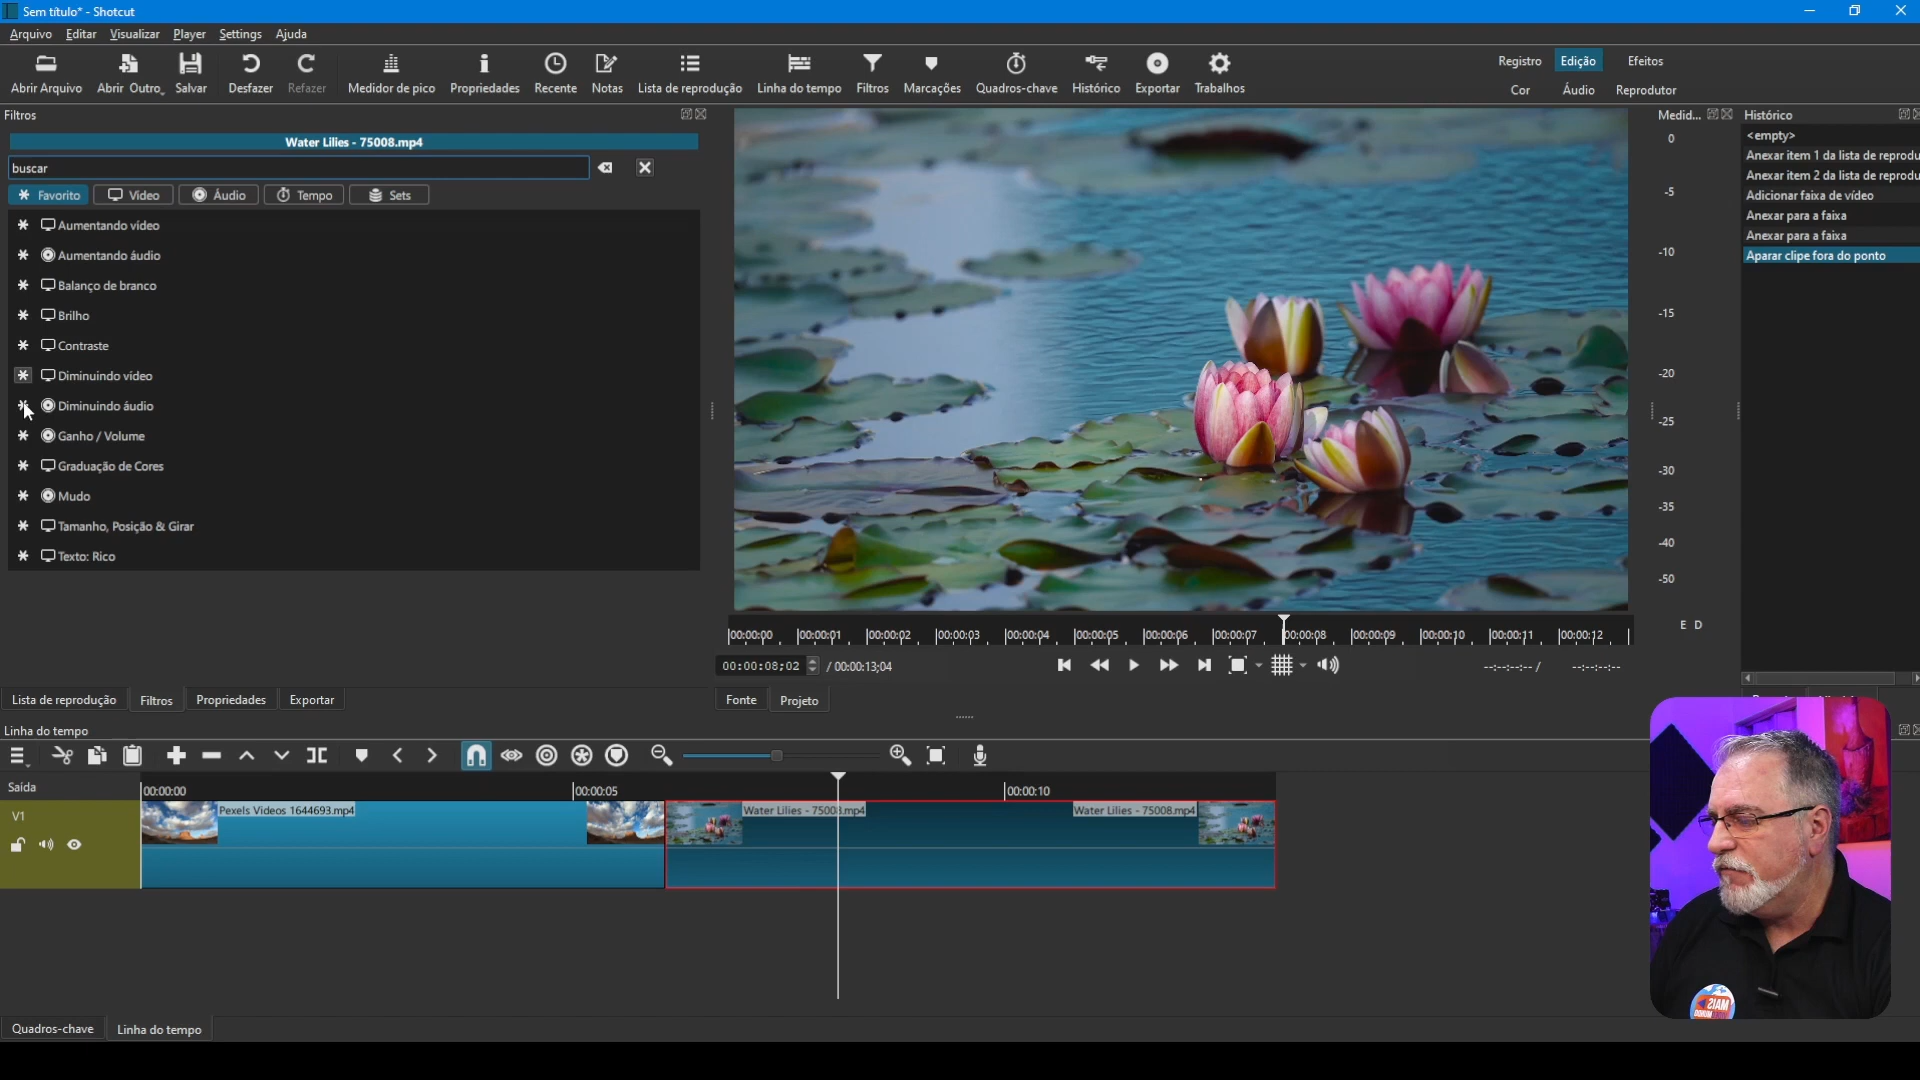 Sem título* - Shotcut
Arquivo Editar Visualizar Player Settings Ajuda
Abrir Arquivo Abrir Outro Salvar Desfazer Refazer Medidor de pico Propriedades Recente Notas Lista de reprodução Linha do tempo Filtros Marcações Quadros-chave Histórico Exportar Trabalhos
Registro Edição Efeitos
Cor Áudio Reprodutor
Filtros
Water Lilies - 75008.mp4
buscar
Favorito Vídeo Áudio Tempo Sets
Aumentando vídeo
Aumentando áudio
Balanço de branco
Brilho
Contraste
Diminuindo vídeo
Diminuindo áudio
Ganho / Volume
Graduação de Cores
Mudo
Tamanho, Posição & Girar
Texto: Rico
Medid...
0
-5
-10
-15
-20
-25
-30
-35
-40
-50
E D
Histórico
<empty>
Anexar item 1 da lista de reprodu
Anexar item 2 da lista de reprodu
Adicionar faixa de vídeo
Anexar para a faixa
Anexar para a faixa
Aparar clipe fora do ponto
00:00:00 00:00:01 00:00:02 00:00:03 00:00:04 00:00:05 00:00:06 00:00:07 00:00:08 00:00:09 00:00:10 00:00:11 00:00:12
00:00:08;02 / 00:00:13;04 --:--:--:-- / --:--:--:--
Lista de reprodução Filtros Propriedades Exportar
Fonte Projeto
Linha do tempo
Saída
00:00:00 00:00:05 00:00:10
V1
Pexels Videos 1644693.mp4
Water Lilies - 75008.mp4
Water Lilies - 75008.mp4
MAIS
Quadros-chave Linha do tempo